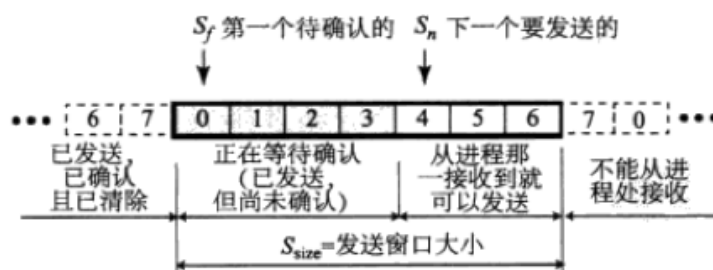 S_f 第一个待确认的 S_n 下一个要发送的
••• 6 7 0 1 2 3 4 5 6 7 0 •••
已发送，
已确认
且已清除
正在等待确认
（已发送，
但尚未确认）
从进程那
一接收到就
可以发送
不能从进
程处接收
S_size=发送窗口大小